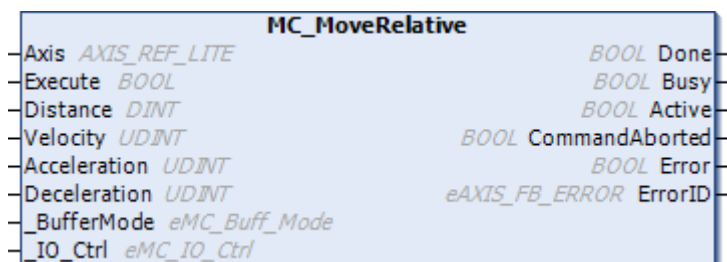 MC_MoveRelative
Axis AXIS_REF_LITE BOOL Done
Execute BOOL BOOL Busy
Distance DINT BOOL Active
Velocity UDINT BOOL CommandAborted
Acceleration UDINT BOOL Error
Deceleration UDINT eAXIS_FB_ERROR ErrorID
_BufferMode eMC_Buff_Mode
_IO_Ctrl eMC_IO_Ctrl